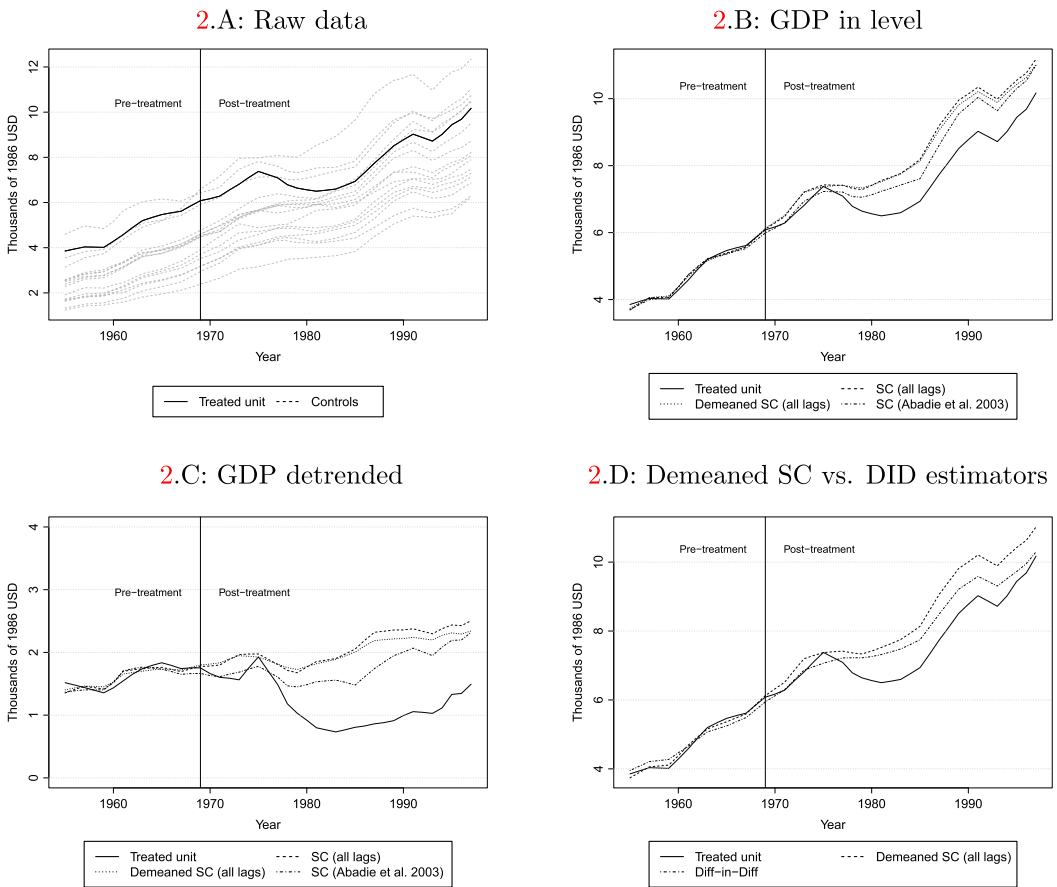 2.A: Raw data
12
10
8
6
4
2
Thousands of 1986 USD
Pre−treatment
Post−treatment
1960
1970
1980
1990
Year
Treated unit
Controls
2.B: GDP in level
10
8
6
4
Thousands of 1986 USD
Pre−treatment
Post−treatment
1960
1970
1980
1990
Year
Treated unit
SC (all lags)
Demeaned SC (all lags)
SC (Abadie et al. 2003)
2.C: GDP detrended
4
3
2
1
0
Thousands of 1986 USD
Pre−treatment
Post−treatment
1960
1970
1980
1990
Year
Treated unit
SC (all lags)
Demeaned SC (all lags)
SC (Abadie et al. 2003)
2.D: Demeaned SC vs. DID estimators
10
8
6
4
Thousands of 1986 USD
Pre−treatment
Post−treatment
1960
1970
1980
1990
Year
Treated unit
Demeaned SC (all lags)
Diff−in−Diff